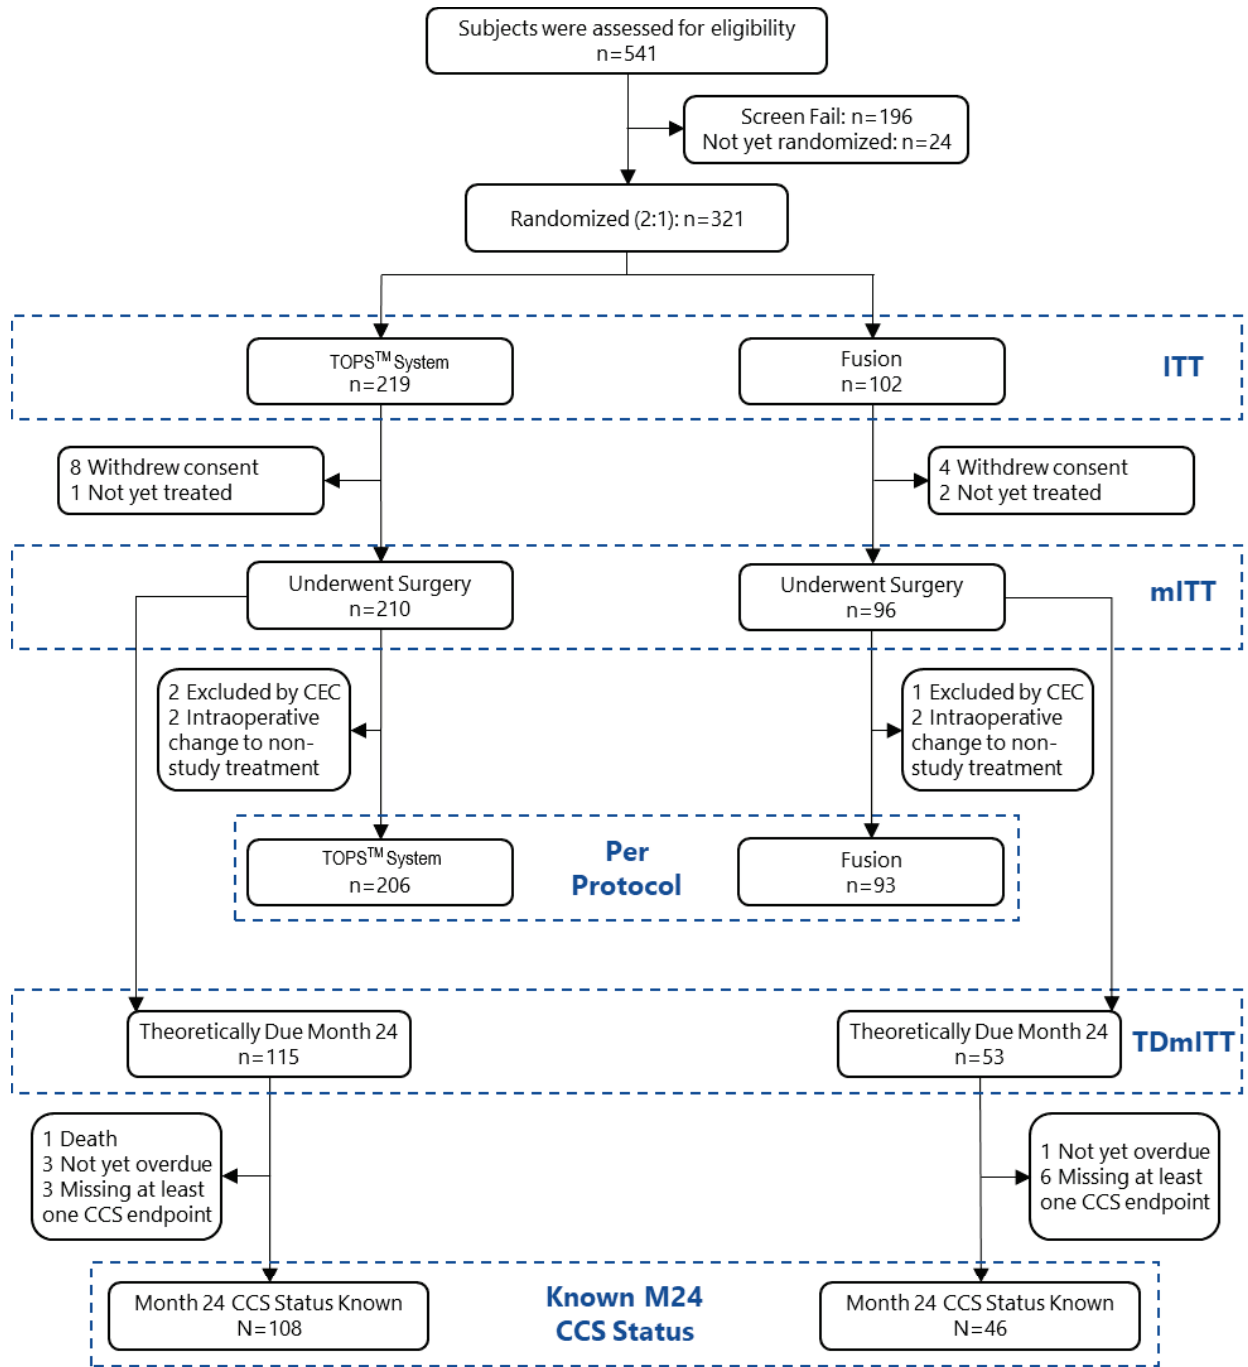 Subjects were assessed for eligibility
n=541
Screen Fail: n=196
Not yet randomized: n=24
Randomized (2:1): n=321
TOPS™ System
n=219
Fusion
n=102
ITT
8 Withdrew consent
1 Not yet treated
4 Withdrew consent
2 Not yet treated
Underwent Surgery
n=210
Underwent Surgery
n=96
mITT
2 Excluded by CEC
2 Intraoperative
change to non-
study treatment
1 Excluded by CEC
2 Intraoperative
change to non-
study treatment
TOPS™ System
n=206
Per
Protocol
Fusion
n=93
Theoretically Due Month 24
n=115
Theoretically Due Month 24
n=53
TDmITT
1 Death
3 Not yet overdue
3 Missing at least
one CCS endpoint
1 Not yet overdue
6 Missing at least
one CCS endpoint
Month 24 CCS Status Known
N=108
Known M24
CCS Status
Month 24 CCS Status Known
N=46